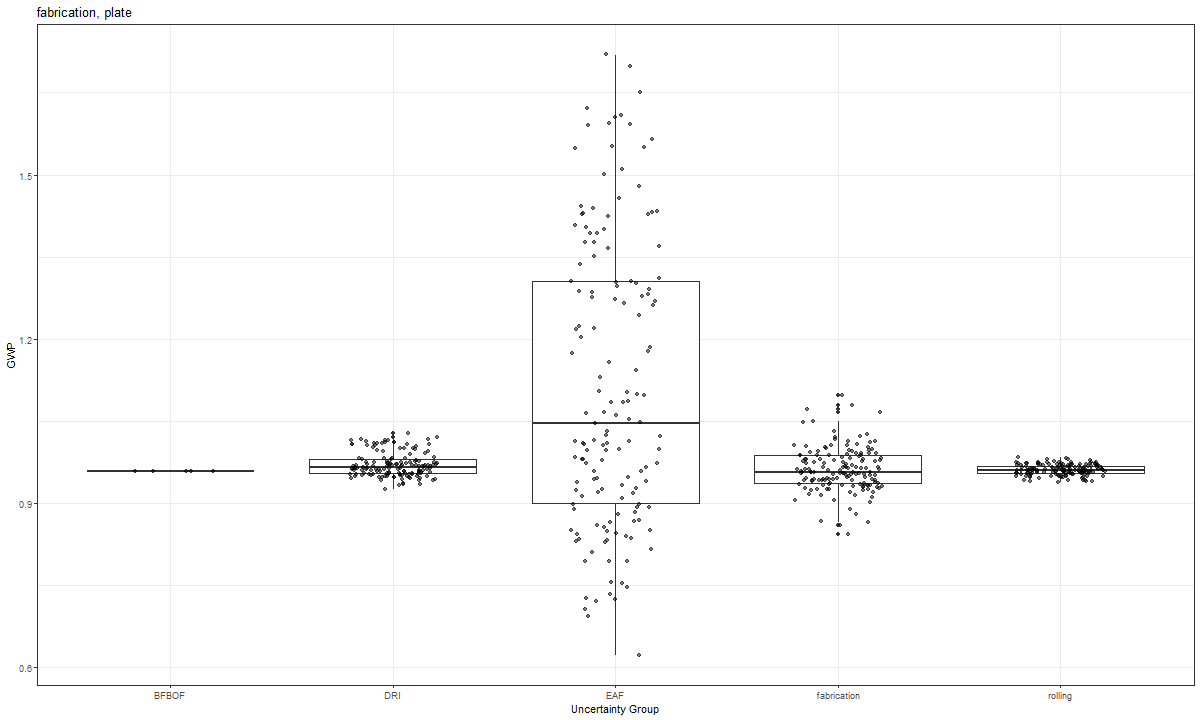 fabrication, plate
GWP
1.5
1.2
0.9
0.6
BFBOF DRI EAF fabrication rolling
Uncertainty Group